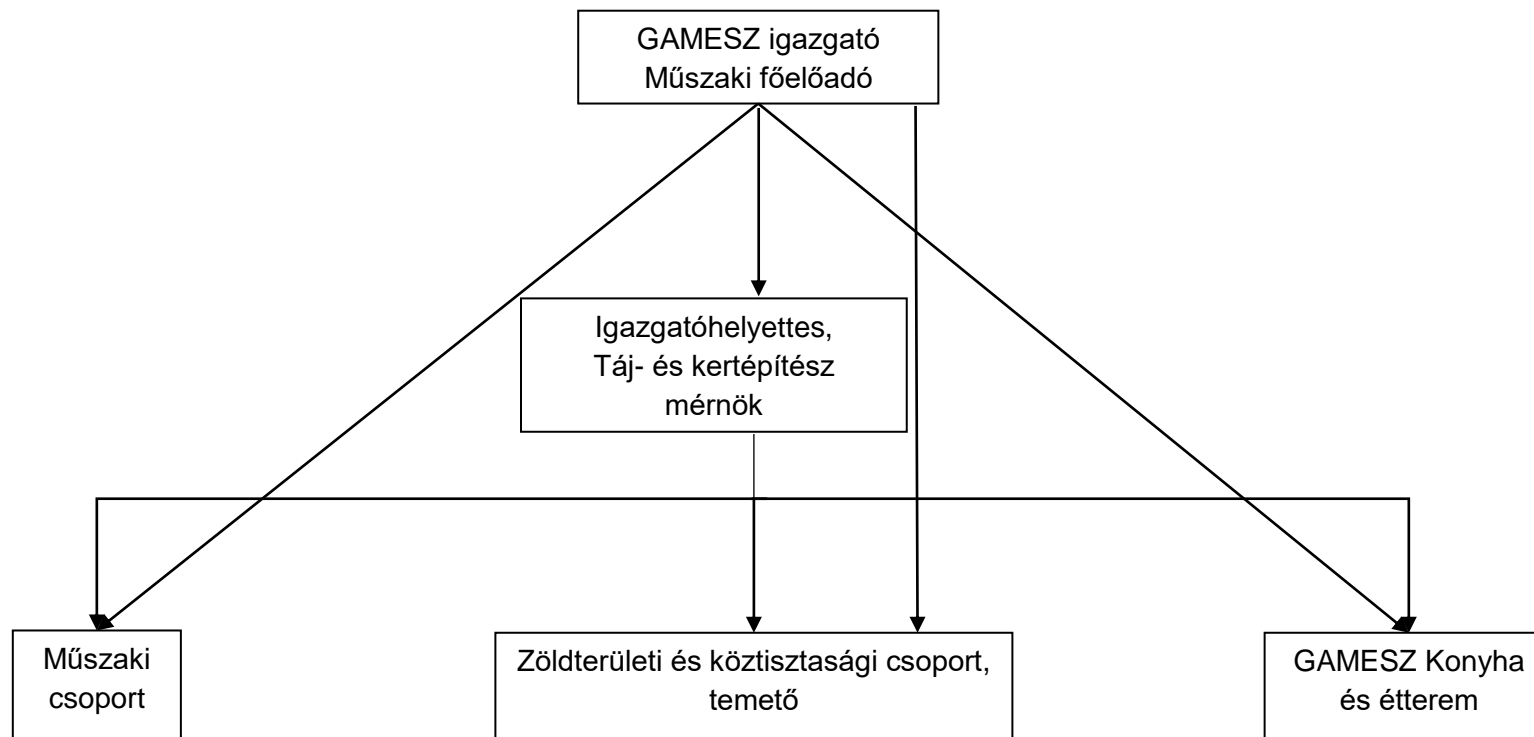 GAMESZ igazgató
Műszaki főelőadó
Igazgatóhelyettes,
Táj- és kertépítész
mérnök
Műszaki
csoport
Zöldterületi és köztisztasági csoport,
temető
GAMESZ Konyha
és étterem